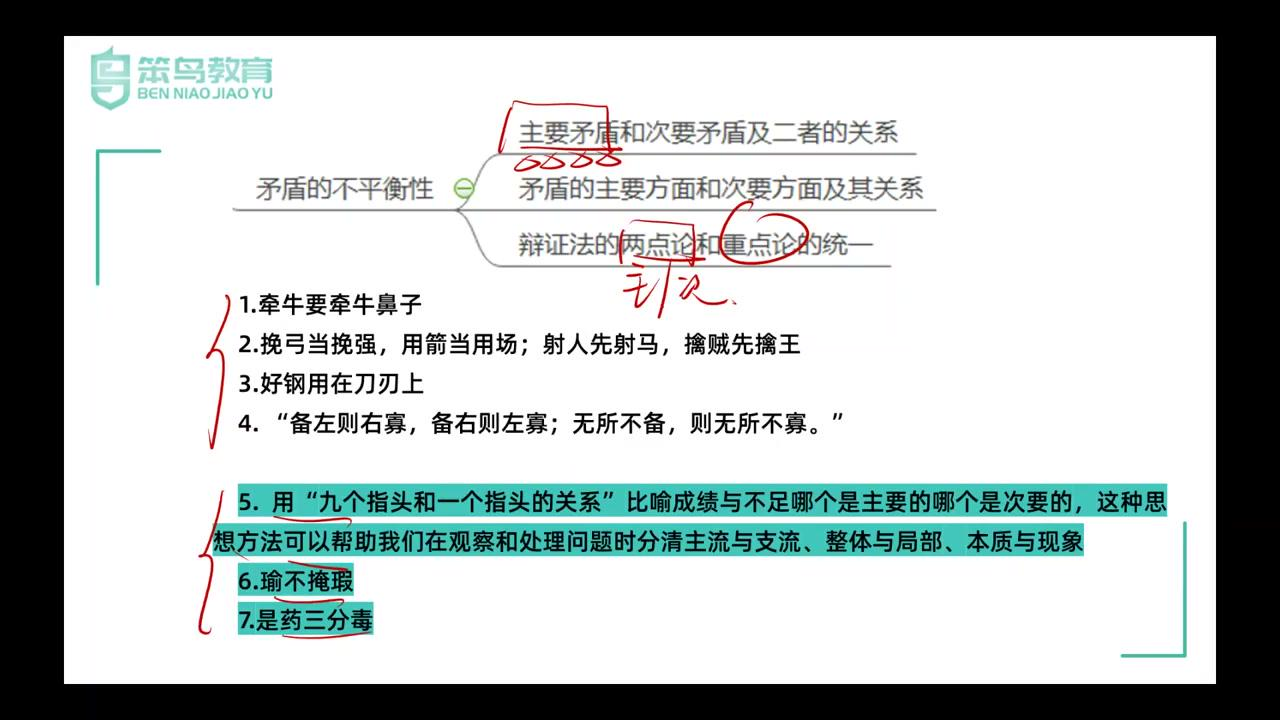 笨鸟教育
BEN NIAO JIAO YU
主要矛盾和次要矛盾及二者的关系
矛盾的不平衡性
矛盾的主要方面和次要方面及其关系
辩证法的两点论和重点论的统一
主/次
1.牵牛要牵牛鼻子
2.挽弓当挽强，用箭当用场；射人先射马，擒贼先擒王
3.好钢用在刀刃上
4. “备左则右寡，备右则左寡；无所不备，则无所不寡。”
5. 用“九个指头和一个指头的关系”比喻成绩与不足哪个是主要的哪个是次要的，这种思
想方法可以帮助我们在观察和处理问题时分清主流与支流、整体与局部、本质与现象
6.瑜不掩瑕
7.是药三分毒